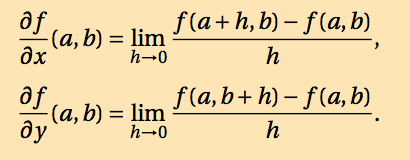 ∂f/∂x (a, b) = lim_{h→0} (f(a + h, b) − f(a, b))/h,
∂f/∂y (a, b) = lim_{h→0} (f(a, b + h) − f(a, b))/h.